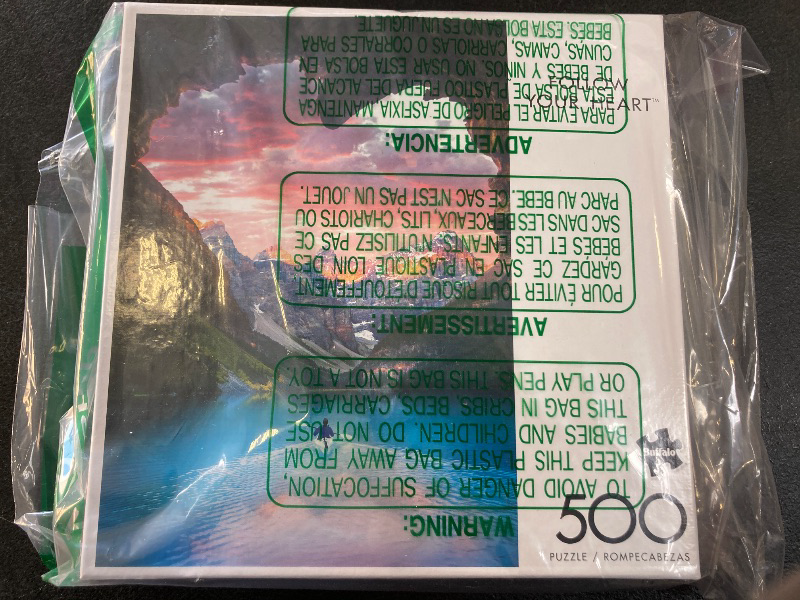 FOLLOW
YOUR HEART™
Buffalo
500
PUZZLE / ROMPECABEZAS
WARNING:
TO AVOID DANGER OF SUFFOCATION,
KEEP THIS PLASTIC BAG AWAY FROM
BABIES AND CHILDREN. DO NOT USE
THIS BAG IN CRIBS. BEDS. CARRIAGES
OR PLAY PENS. THIS BAG IS NOT A TOY.
AVERTISSEMENT:
POUR ÉVITER TOUT RISQUE D'ETOUFFEMENT
GARDEZ CE SAC EN PLASTIQUE LOIN DES
BEBÉS ET LES ENFANTS. N'UTILISEZ PAS CE
SAC DANS LES BERCEAUX, LITS, CHARIOTS OU
PARC AU BEBE. CE SAC N'EST PAS UN JOUET.
ADVERTENCIA:
PARA EVITAR EL PELIGRO DE ASFIXIA. MANTENGA
ESTA BOLSA DE PLASTICO FUERA DEL ALCANCE
DE BEBES Y NIÑOS. NO USAR ESTA BOLSA EN
CUNAS, CAMAS, CARRIOLAS O CORRALES PARA
BEBÉS. ESTA BOLSA NO ES UN JUGUETE.